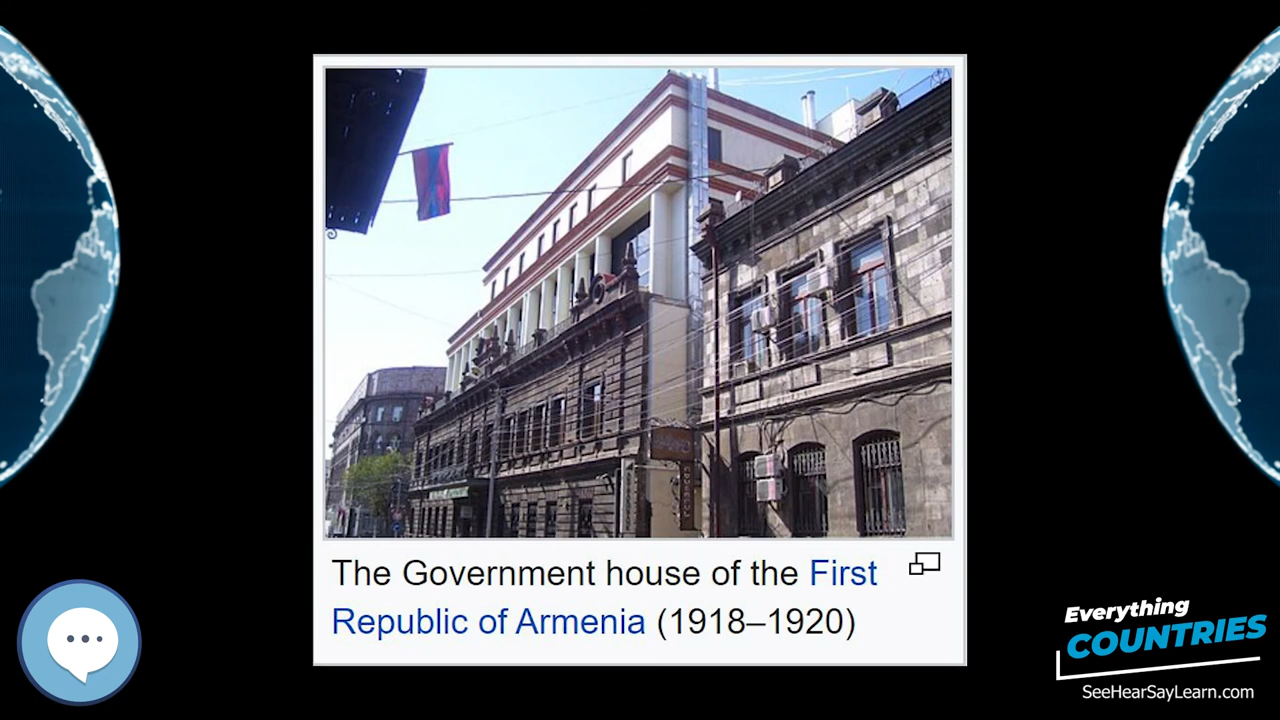 The Government house of the First
Republic of Armenia (1918–1920)
Everything
COUNTRIES
SeeHearSayLearn.com